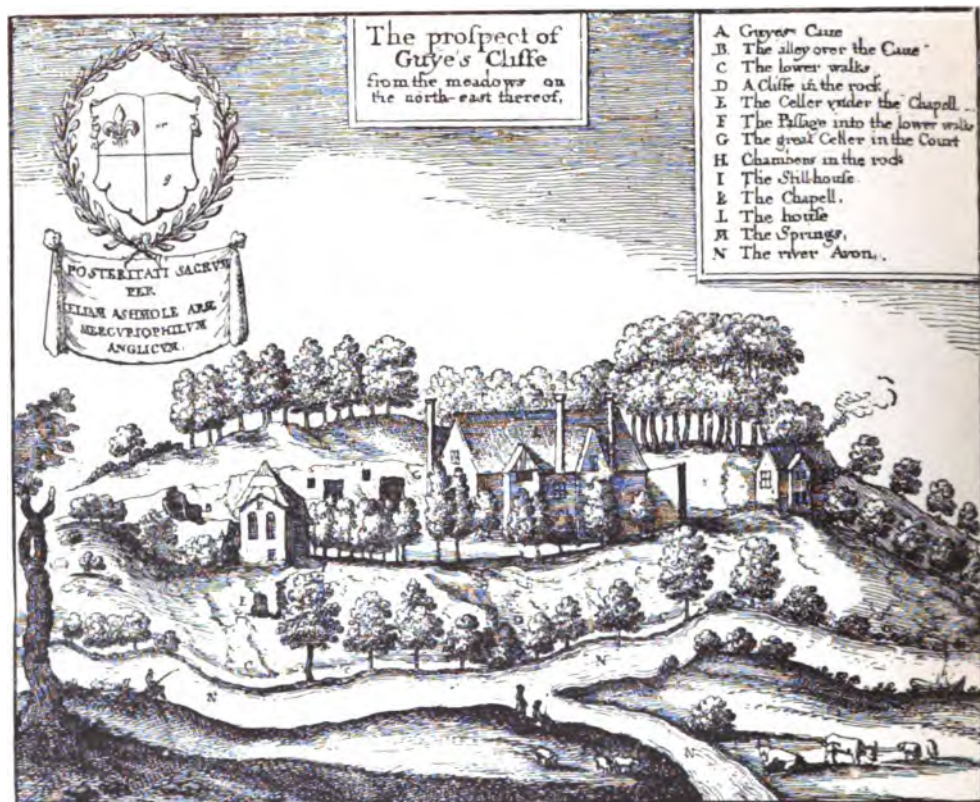 The prospect of
Guye's Cliffe
from the meadows on
the north-east thereof.
A Guyes Caue
B. The alley over the Caue
C The lower walks
D A Cliffe in the rock
E The Celler vnder the Chapell
F The Passage into the lower walks
G The great Celler in the Court
H Chambers in the rock
I The Still-house
K The Chapell,
L The house
M The Springs,
N The river Avon,.
POSTERITATI SACRVM
PER
ELIAM ASHMOLE ARM.
MERCVRIOPHILVM
ANGLICVM.
G
L
C
N
N
N